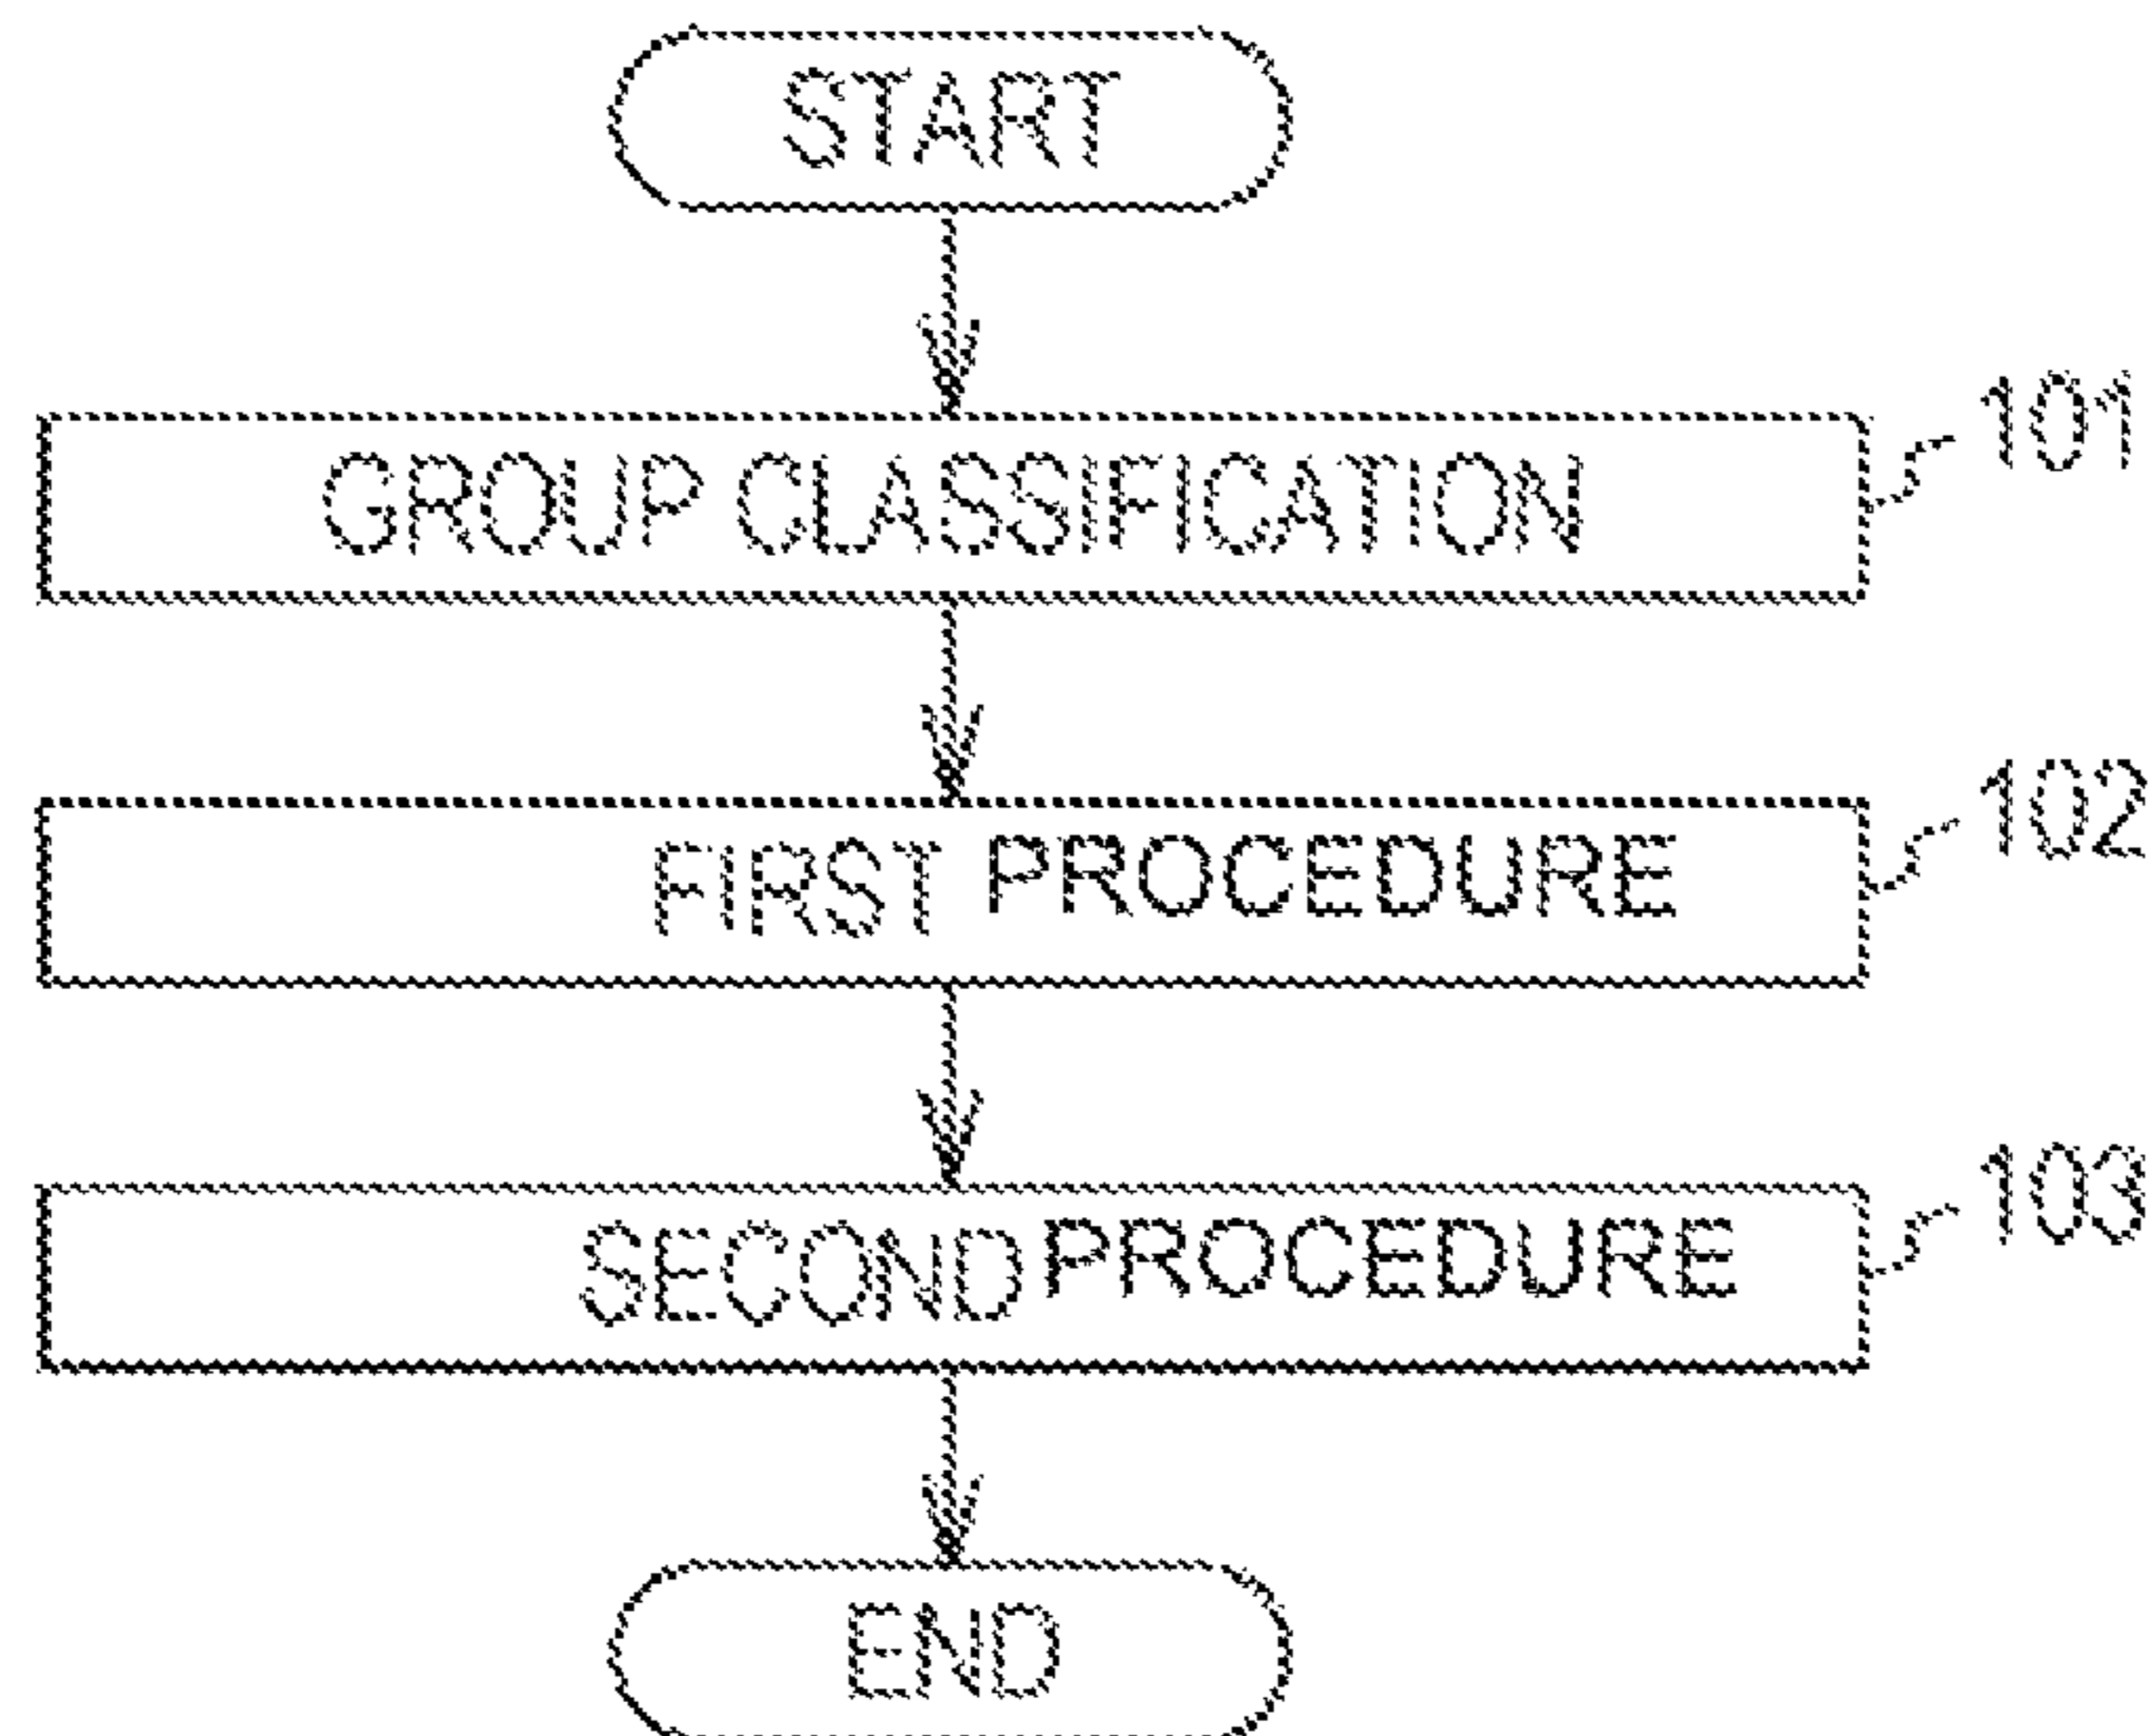 START
GROUP CLASSIFICATION 101
FIRST PROCEDURE 102
SECOND PROCEDURE 103
END